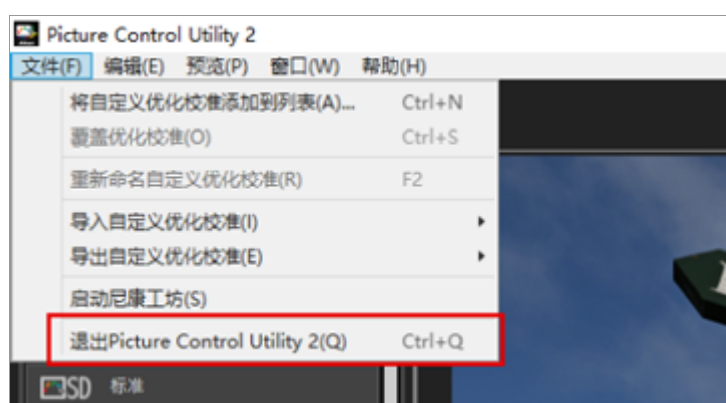 Picture Control Utility 2
文件(F) 编辑(E) 预览(P) 窗口(W) 帮助(H)
将自定义优化校准添加到列表(A)... Ctrl+N
覆盖优化校准(O) Ctrl+S
重新命名自定义优化校准(R) F2
导入自定义优化校准(I)
导出自定义优化校准(E)
启动尼康工坊(S)
退出Picture Control Utility 2(Q) Ctrl+Q
SD 标准